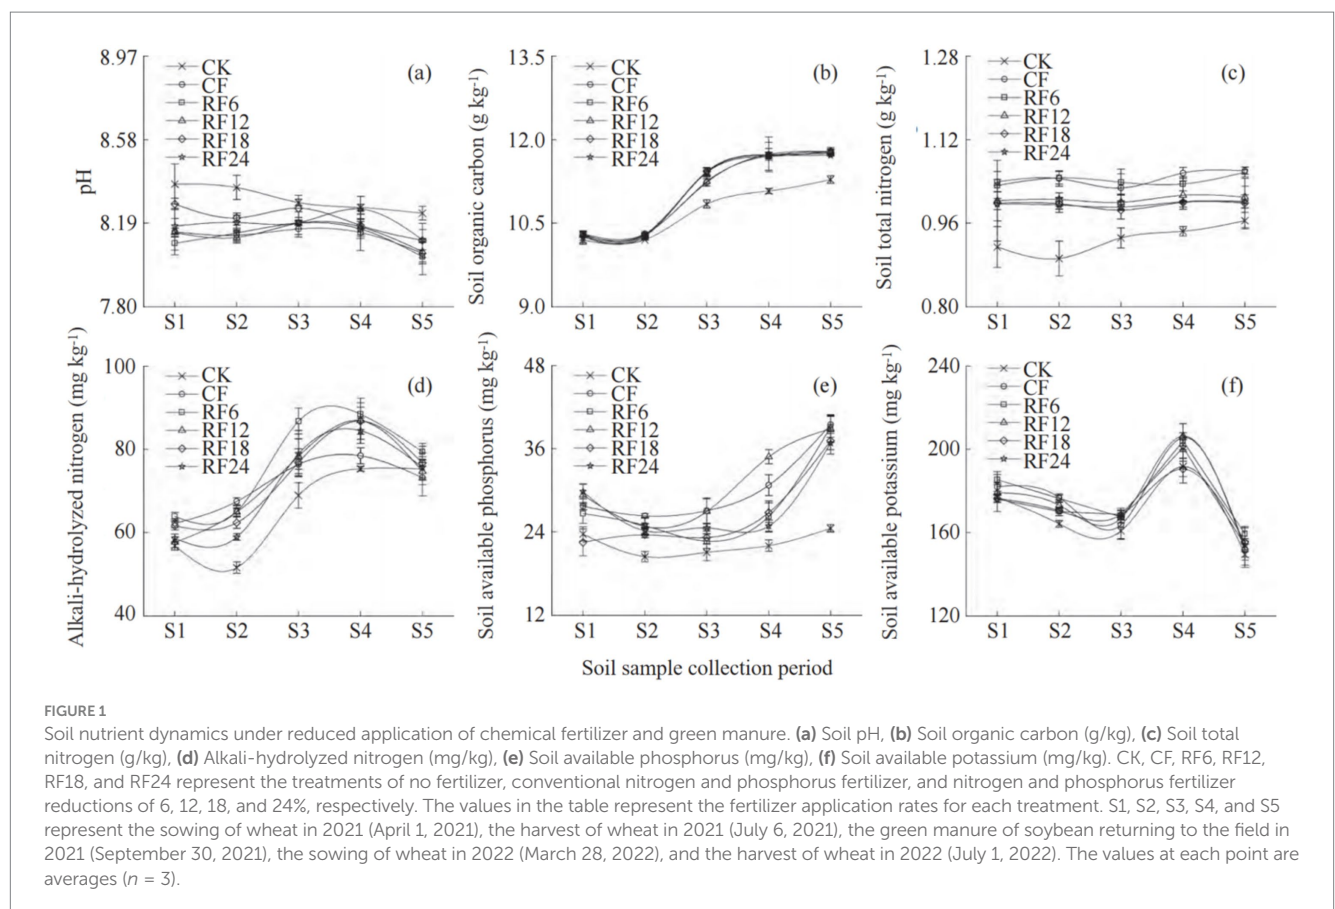 8.97
8.58
8.19
7.80
pH
CK
CF
RF6
RF12
RF18
RF24
(a)
S1 S2 S3 S4 S5
13.5
12.0
10.5
9.0
Soil organic carbon (g kg⁻¹)
CK
CF
RF6
RF12
RF18
RF24
(b)
S1 S2 S3 S4 S5
1.28
1.12
0.96
0.80
Soil total nitrogen (g kg⁻¹)
CK
CF
RF6
RF12
RF18
RF24
(c)
S1 S2 S3 S4 S5
100
80
60
40
Alkali-hydrolyzed nitrogen (mg kg⁻¹)
CK
CF
RF6
RF12
RF18
RF24
(d)
S1 S2 S3 S4 S5
48
36
24
12
Soil available phosphorus (mg kg⁻¹)
CK
CF
RF6
RF12
RF18
RF24
(e)
S1 S2 S3 S4 S5
240
200
160
120
Soil available potassium (mg kg⁻¹)
CK
CF
RF6
RF12
RF18
RF24
(f)
S1 S2 S3 S4 S5
Soil sample collection period
FIGURE 1
Soil nutrient dynamics under reduced application of chemical fertilizer and green manure. (a) Soil pH, (b) Soil organic carbon (g/kg), (c) Soil total
nitrogen (g/kg), (d) Alkali-hydrolyzed nitrogen (mg/kg), (e) Soil available phosphorus (mg/kg), (f) Soil available potassium (mg/kg). CK, CF, RF6, RF12,
RF18, and RF24 represent the treatments of no fertilizer, conventional nitrogen and phosphorus fertilizer, and nitrogen and phosphorus fertilizer
reductions of 6, 12, 18, and 24%, respectively. The values in the table represent the fertilizer application rates for each treatment. S1, S2, S3, S4, and S5
represent the sowing of wheat in 2021 (April 1, 2021), the harvest of wheat in 2021 (July 6, 2021), the green manure of soybean returning to the field in
2021 (September 30, 2021), the sowing of wheat in 2022 (March 28, 2022), and the harvest of wheat in 2022 (July 1, 2022). The values at each point are
averages (n = 3).